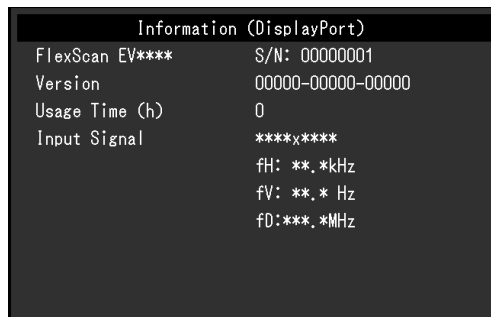 Information (DisplayPort)
FlexScan EV**** S/N: 00000001
Version 00000-00000-00000
Usage Time (h) 0
Input Signal ****x****
fH: **.*kHz
fV: **.* Hz
fD:***.*MHz